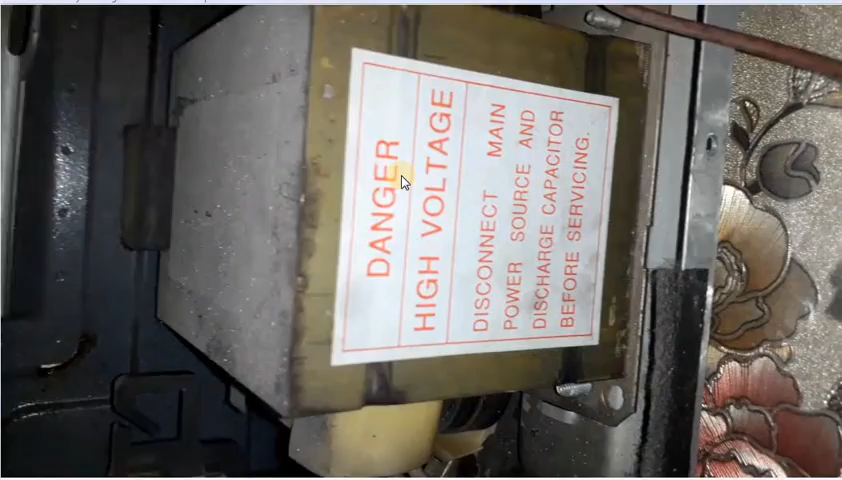 DANGER
HIGH VOLTAGE
DISCONNECT MAIN
POWER SOURCE AND
DISCHARGE CAPACITOR
BEFORE SERVICING.